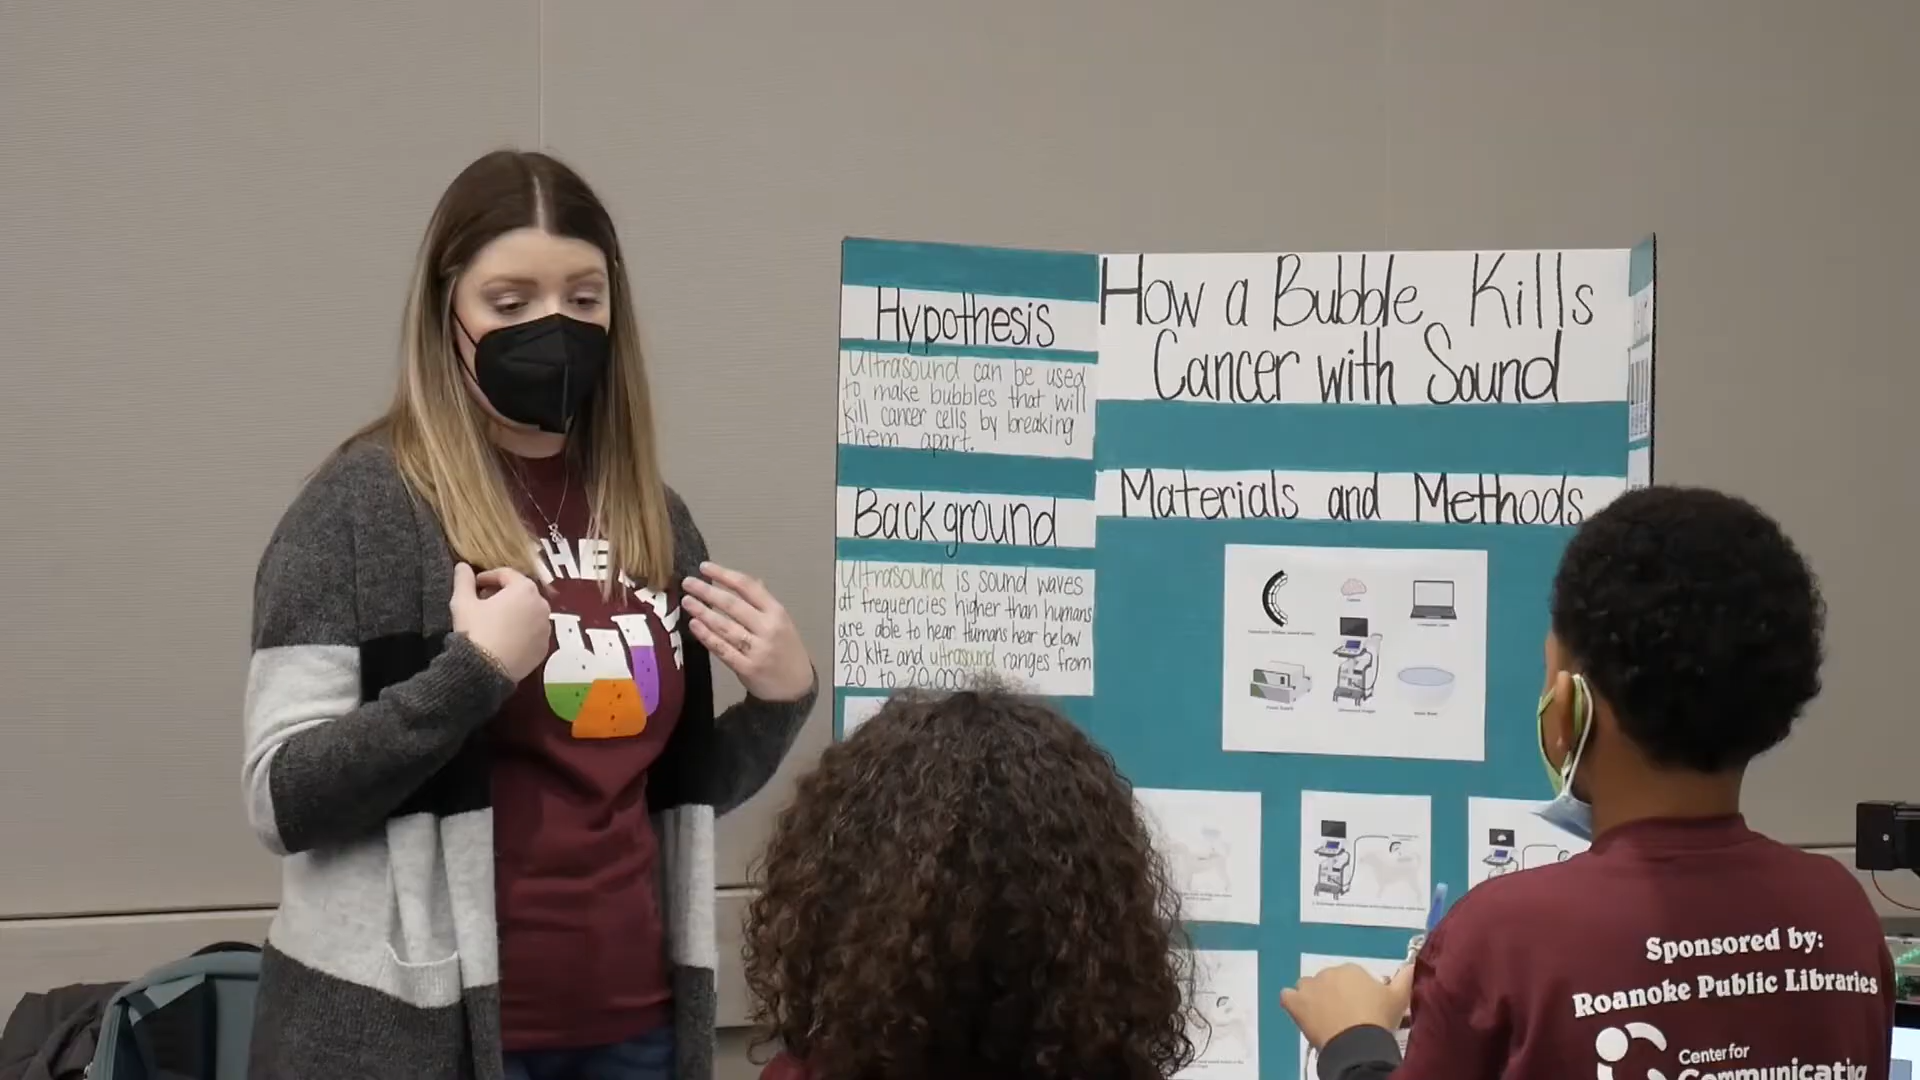 How a Bubble Kills
Cancer with Sound
Hypothesis
Ultrasound can be used
to make bubbles that will
kill cancer cells by breaking
them apart.
Background
Ultrasound is sound waves
at frequencies higher than humans
are able to hear. Humans hear below
20 kHz and ultrasound ranges from
20 to 20,000
Materials and Methods
THE
Sponsored by:
Roanoke Public Libraries
Center for